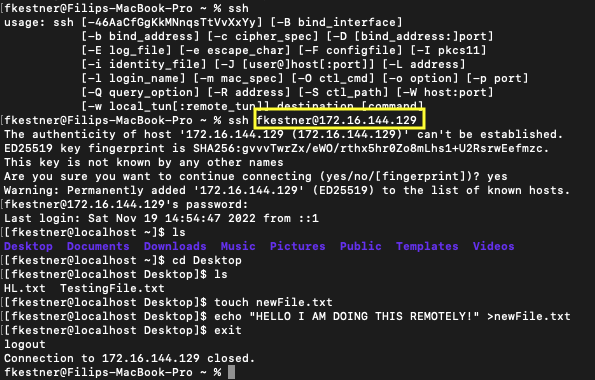 fkestner@Filips-MacBook-Pro ~ % ssh
usage: ssh [-46AaCfGgKkMNnqsTtVvXxYy] [-B bind_interface]
           [-b bind_address] [-c cipher_spec] [-D [bind_address:]port]
           [-E log_file] [-e escape_char] [-F configfile] [-I pkcs11]
           [-i identity_file] [-J [user@]host[:port]] [-L address]
           [-l login_name] [-m mac_spec] [-O ctl_cmd] [-o option] [-p port]
           [-Q query_option] [-R address] [-S ctl_path] [-W host:port]
           [-w local_tun[:remote_tun]] destination [command]
fkestner@Filips-MacBook-Pro ~ % ssh fkestner@172.16.144.129
The authenticity of host '172.16.144.129 (172.16.144.129)' can't be established.
ED25519 key fingerprint is SHA256:gvvvTwrZx/eWO/rthx5hr0Zo8mLhs1+U2RsrwEefmzc.
This key is not known by any other names
Are you sure you want to continue connecting (yes/no/[fingerprint])? yes
Warning: Permanently added '172.16.144.129' (ED25519) to the list of known hosts.
fkestner@172.16.144.129's password:
Last login: Sat Nov 19 14:54:47 2022 from ::1
[[fkestner@localhost ~]$ ls
Desktop  Documents  Downloads  Music  Pictures  Public  Templates  Videos
[[fkestner@localhost ~]$ cd Desktop
[[fkestner@localhost Desktop]$ ls
HL.txt  TestingFile.txt
[[fkestner@localhost Desktop]$ touch newFile.txt
[[fkestner@localhost Desktop]$ echo "HELLO I AM DOING THIS REMOTELY!" >newFile.txt
[[fkestner@localhost Desktop]$ exit
logout
Connection to 172.16.144.129 closed.
fkestner@Filips-MacBook-Pro ~ %